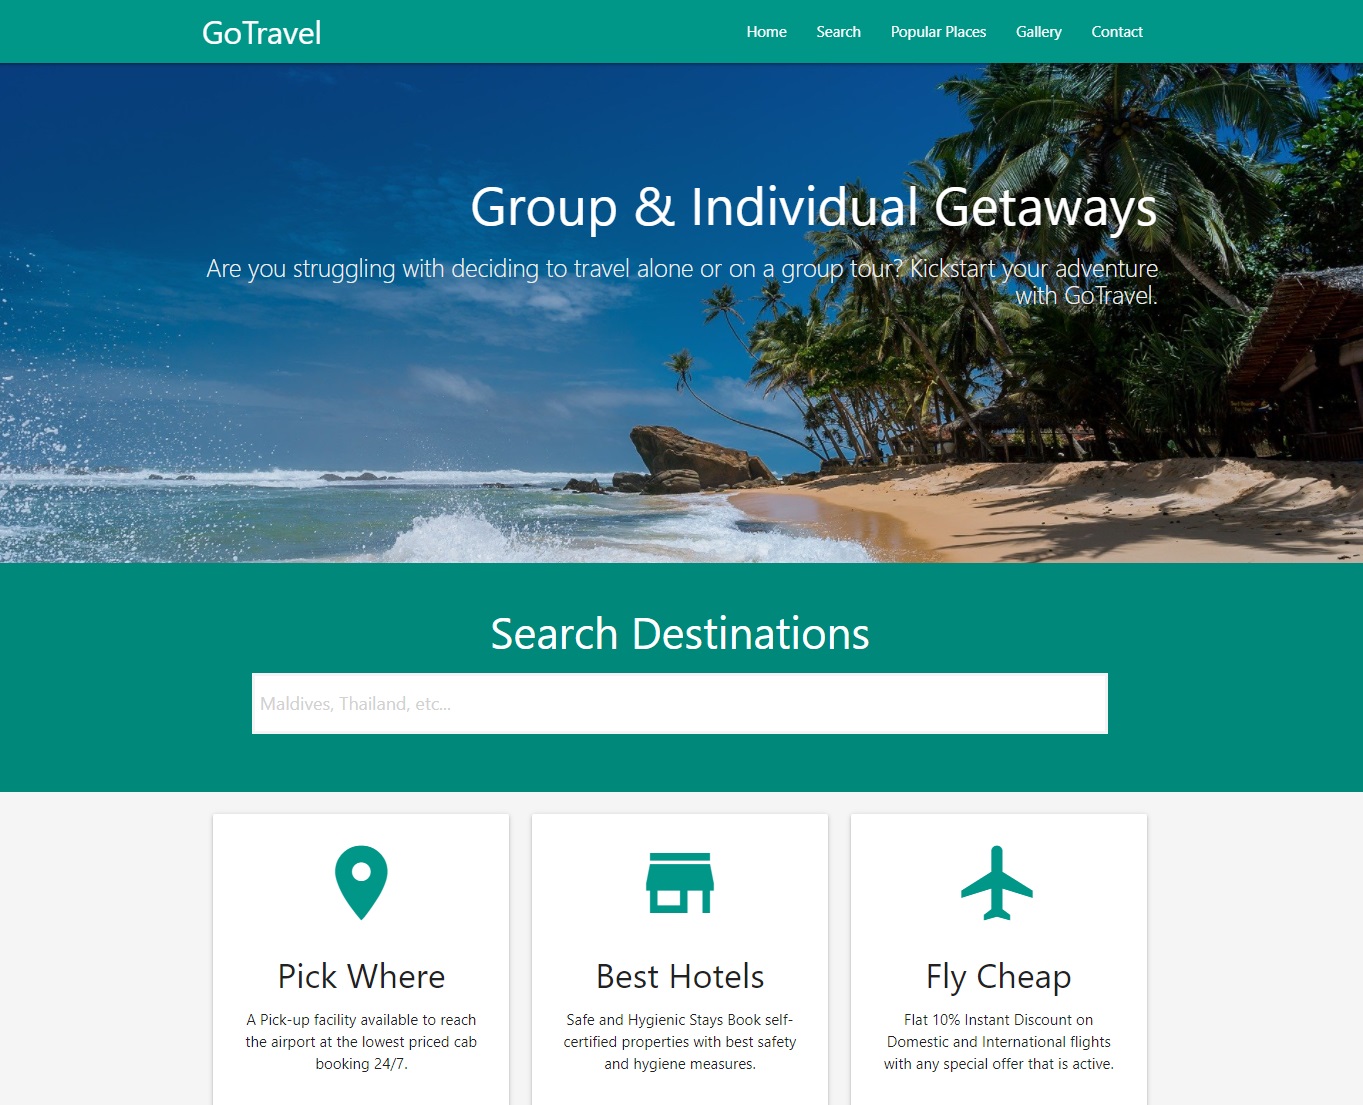 GoTravel
Home Search Popular Places Gallery Contact
Group & Individual Getaways
Are you struggling with deciding to travel alone or on a group tour? Kickstart your adventure
with GoTravel.
Search Destinations
Maldives, Thailand, etc...
Pick Where
A Pick-up facility available to reach
the airport at the lowest priced cab
booking 24/7.
Best Hotels
Safe and Hygienic Stays Book self-
certified properties with best safety
and hygiene measures.
Fly Cheap
Flat 10% Instant Discount on
Domestic and International flights
with any special offer that is active.